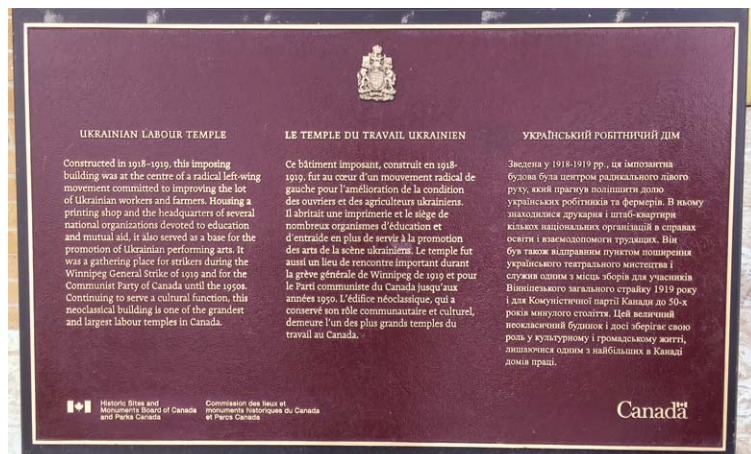 UKRAINIAN LABOUR TEMPLE
Constructed in 1918–1919, this imposing
building was at the centre of a radical left-wing
movement committed to improving the lot
of Ukrainian workers and farmers. Housing a
printing shop and the headquarters of several
national organizations devoted to education
and mutual aid, it also served as a base for the
promotion of Ukrainian performing arts. It
was a gathering place for strikers during the
Winnipeg General Strike of 1919 and for the
Communist Party of Canada until the 1950s.
Continuing to serve a cultural function, this
neoclassical building is one of the grandest
and largest labour temples in Canada.
LE TEMPLE DU TRAVAIL UKRAINIEN
Ce bâtiment imposant, construit en 1918-
1919, fut au cœur d'un mouvement radical de
gauche pour l'amélioration de la condition
des ouvriers et des agriculteurs ukrainiens.
Il abritait une imprimerie et le siège de
nombreux organismes d'éducation et
d'entraide en plus de servir à la promotion
des arts de la scène ukrainiens. Le temple fut
aussi un lieu de rencontre important durant
la grève générale de Winnipeg de 1919 et pour
le Parti communiste du Canada jusqu'aux
années 1950. L'édifice néoclassique, qui a
conservé son rôle communautaire et culturel,
demeure l'un des plus grands temples du
travail au Canada.
УКРАЇНСЬКИЙ РОБІТНИЧИЙ ДІМ
Зведена у 1918-1919 рр., ця імпозантна
будова була центром радикального лівого
руху, який прагнув поліпшити долю
українських робітників та фермерів. В ньому
знаходилися друкарня і штаб-квартири
кількох національних організацій в справах
освіти і взаємодопомоги трудящих. Він
був також відправним пунктом поширення
українського театрального мистецтва і
служив одним з місць зборів для учасників
Вінніпезького загального страйку 1919 року
і для Комуністичної партії Канади до 50-х
років минулого століття. Цей величний
неокласичний будинок і досі зберігає свою
роль у культурному і громадському житті,
лишаючися одним з найбільших в Канаді
домів праці.
Historic Sites and
Monuments Board of Canada
and Parks Canada
Commission des lieux et
monuments historiques du Canada
et Parcs Canada
Canada